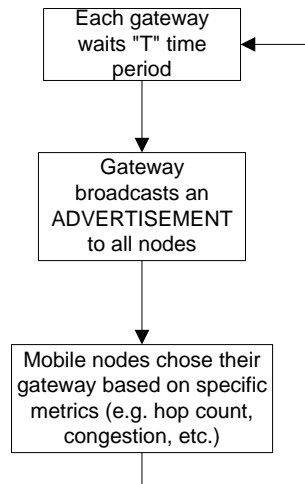 Each gateway
waits "T" time
period
Gateway
broadcasts an
ADVERTISEMENT
to all nodes
Mobile nodes chose their
gateway based on specific
metrics (e.g. hop count,
congestion, etc.)